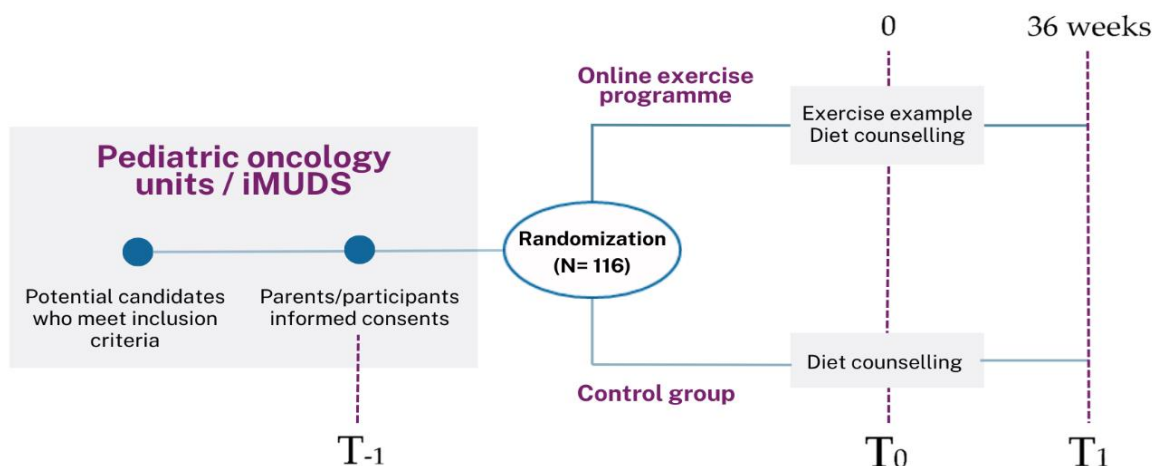 0
36 weeks
Online exercise
programme
Exercise example
Diet counselling
Pediatric oncology
units / iMUDS
Randomization
(N= 116)
Potential candidates
who meet inclusion
criteria
Parents/participants
informed consents
Diet counselling
Control group
T-1
T0
T1